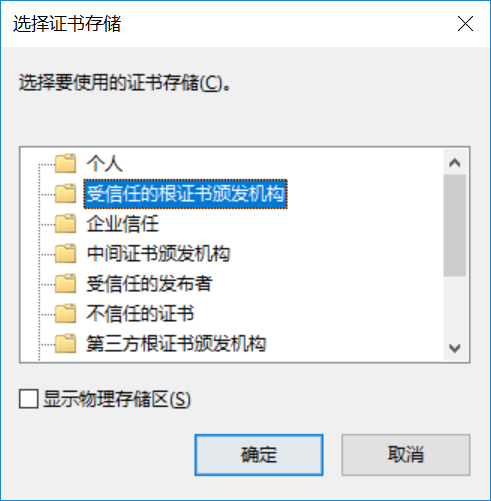 选择证书存储
选择要使用的证书存储(C)。
个人
受信任的根证书颁发机构
企业信任
中间证书颁发机构
受信任的发布者
不信任的证书
第三方根证书颁发机构
显示物理存储区(S)
确定
取消